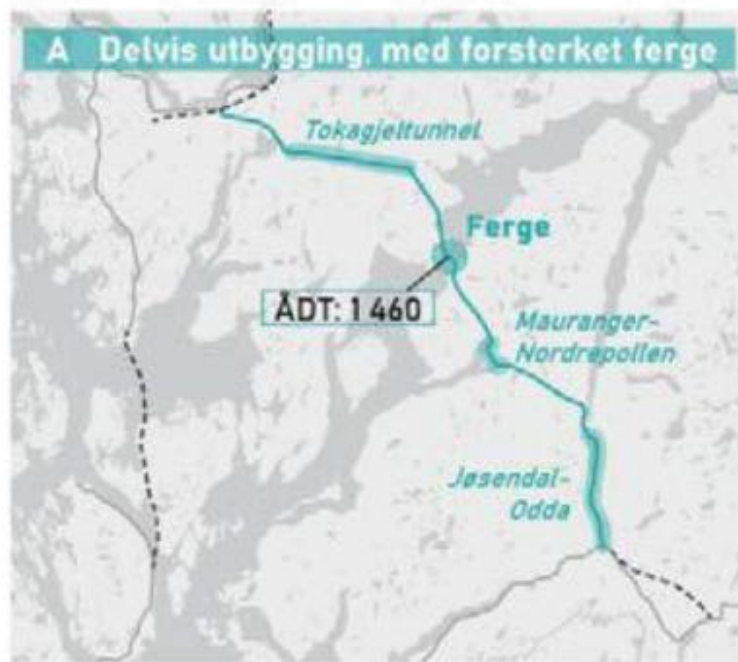 A Delvis utbygging, med forsterket ferge
Tokagjeltunnel
Ferge
ÅDT: 1 460
Mauranger-
Nordrepollen
Jøsendal-
Odda